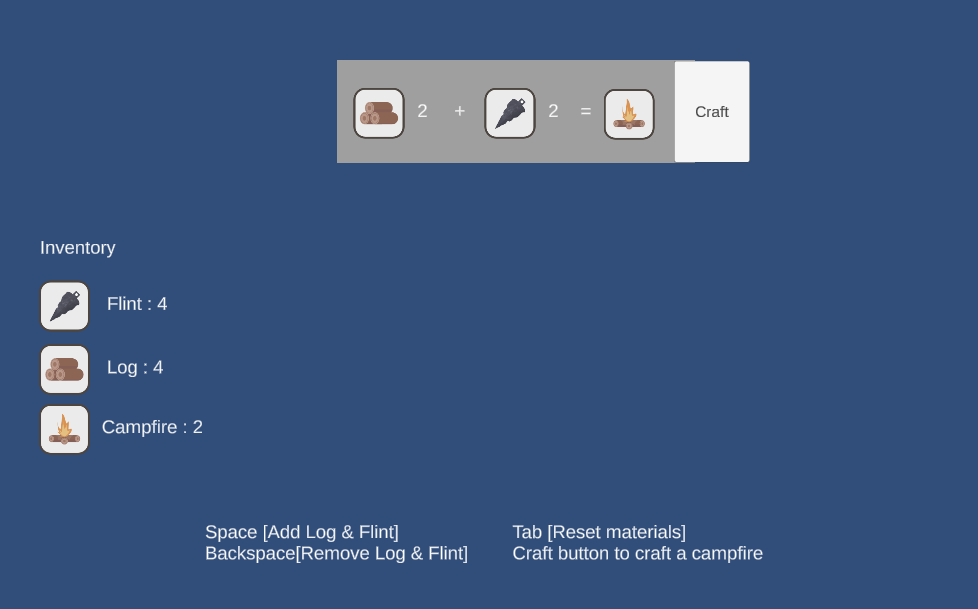 2 + 2 = Craft
Inventory
Flint : 4
Log : 4
Campfire : 2
Space [Add Log & Flint]
Backspace[Remove Log & Flint]
Tab [Reset materials]
Craft button to craft a campfire